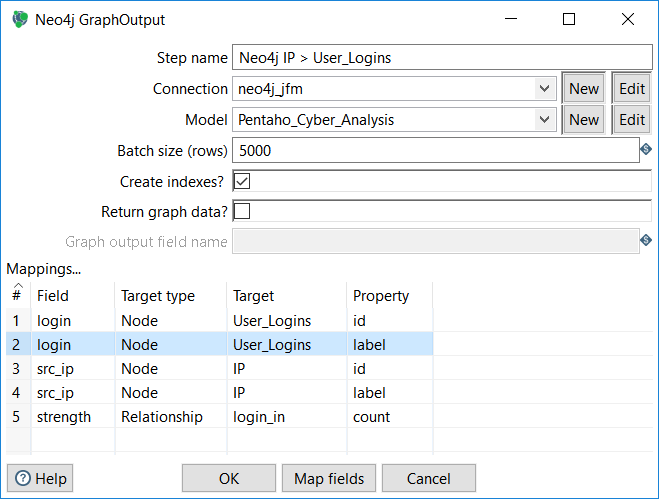 Neo4j GraphOutput
Step name Neo4j IP > User_Logins
Connection neo4j_jfm New Edit
Model Pentaho_Cyber_Analysis New Edit
Batch size (rows) 5000
Create indexes?
Return graph data?
Graph output field name
Mappings...
# Field Target type Target Property
1 login Node User_Logins id
2 login Node User_Logins label
3 src_ip Node IP id
4 src_ip Node IP label
5 strength Relationship login_in count
Help OK Map fields Cancel